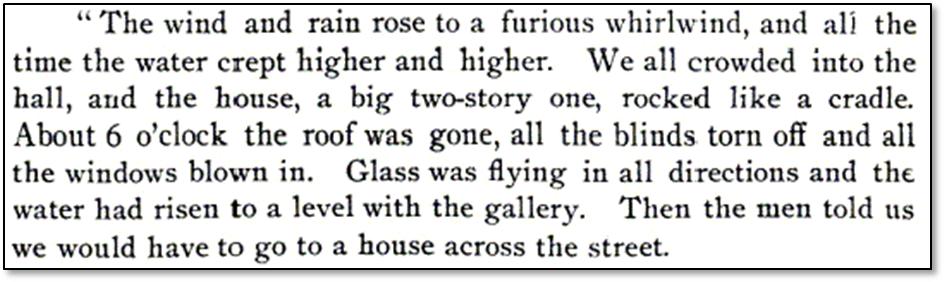 “The wind and rain rose to a furious whirlwind, and all the
time the water crept higher and higher. We all crowded into the
hall, and the house, a big two-story one, rocked like a cradle.
About 6 o’clock the roof was gone, all the blinds torn off and all
the windows blown in. Glass was flying in all directions and the
water had risen to a level with the gallery. Then the men told us
we would have to go to a house across the street.